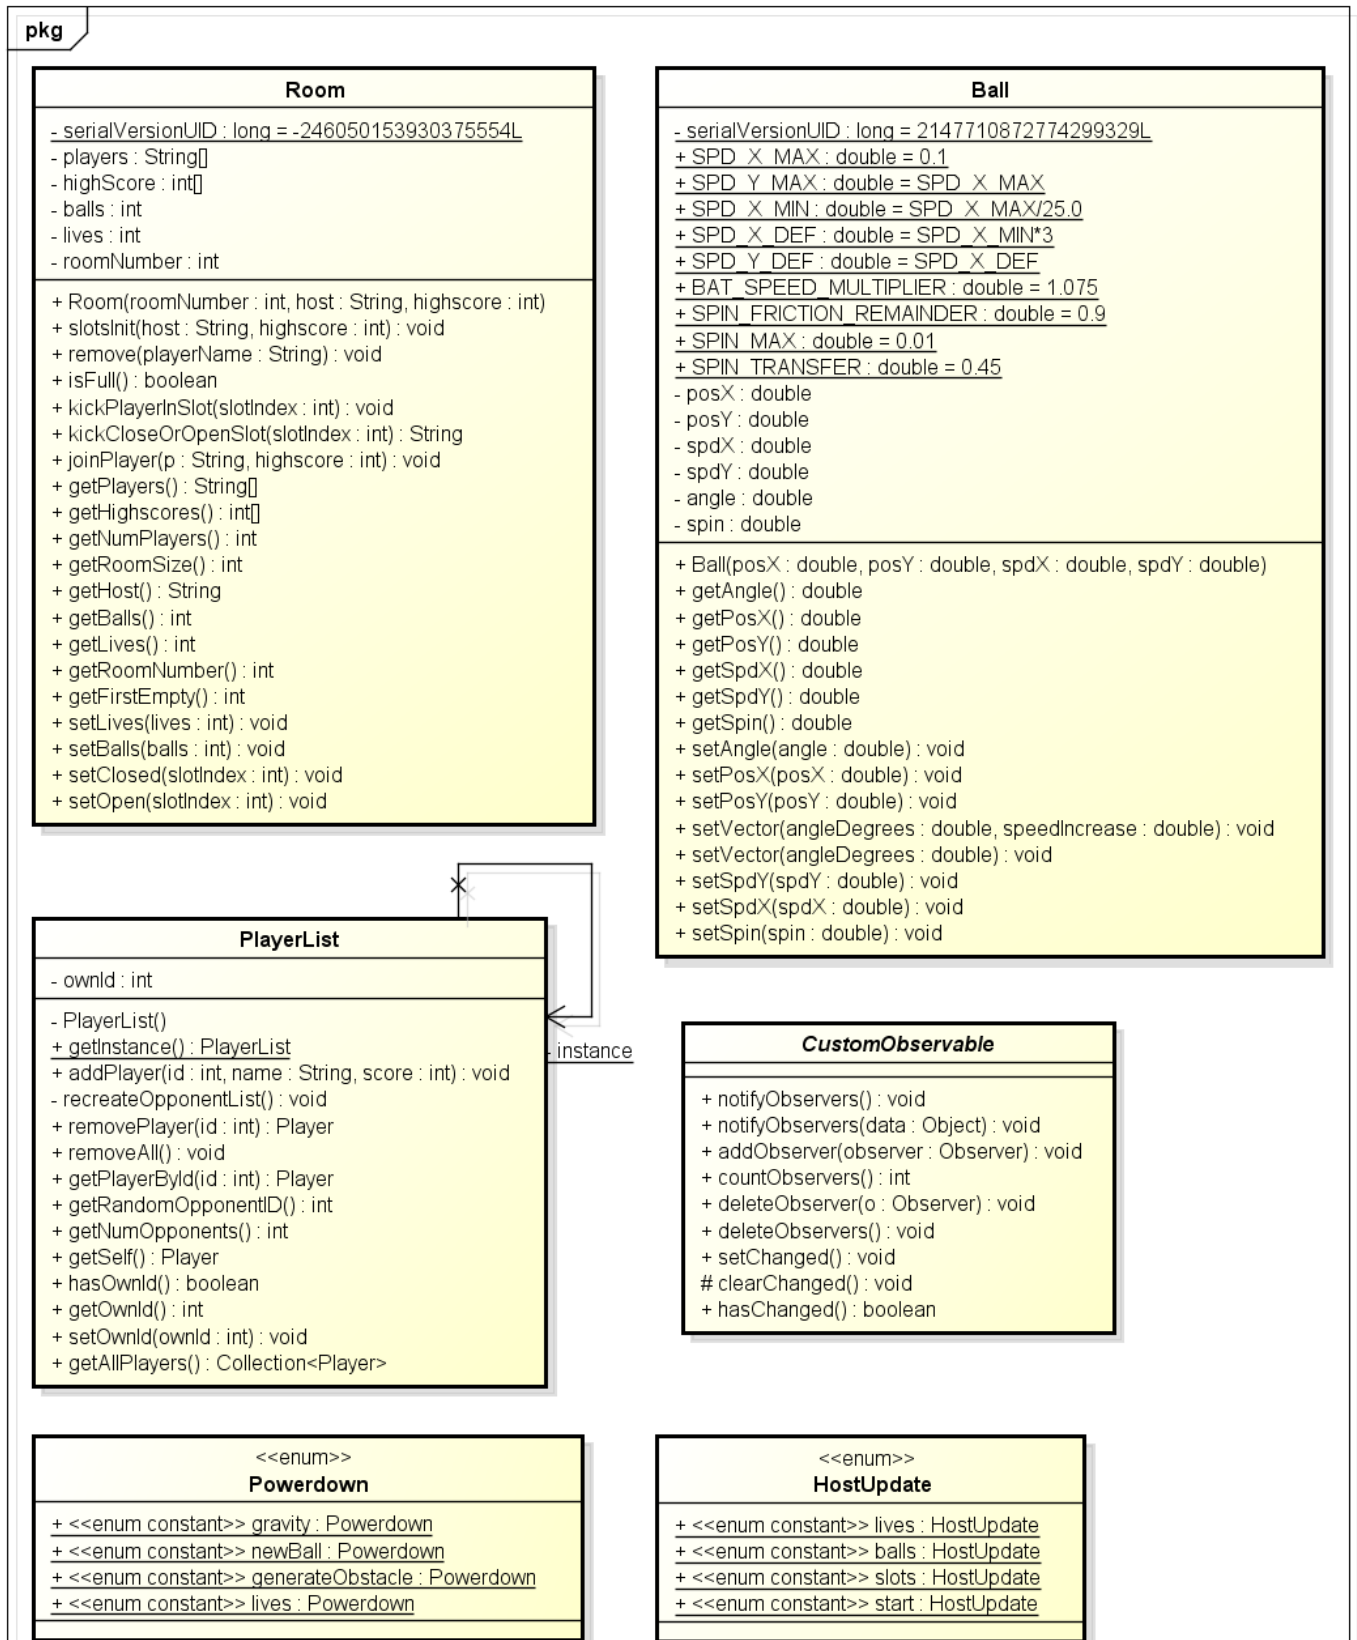 pkg
Room
- serialVersionUID : long = -246050153930375554L
- players : String[]
- highScore : int[]
- balls : int
- lives : int
- roomNumber : int
+ Room(roomNumber : int, host : String, highscore : int)
+ slotsInit(host : String, highscore : int) : void
+ remove(playerName : String) : void
+ isFull() : boolean
+ kickPlayerInSlot(slotIndex : int) : void
+ kickCloseOrOpenSlot(slotIndex : int) : String
+ joinPlayer(p : String, highscore : int) : void
+ getPlayers() : String[]
+ getHighscores() : int[]
+ getNumPlayers() : int
+ getRoomSize() : int
+ getHost() : String
+ getBalls() : int
+ getLives() : int
+ getRoomNumber() : int
+ getFirstEmpty() : int
+ setLives(lives : int) : void
+ setBalls(balls : int) : void
+ setClosed(slotIndex : int) : void
+ setOpen(slotIndex : int) : void
Ball
- serialVersionUID : long = 2147710872774299329L
+ SPD_X_MAX : double = 0.1
+ SPD_Y_MAX : double = SPD_X_MAX
+ SPD_X_MIN : double = SPD_X_MAX/25.0
+ SPD_X_DEF : double = SPD_X_MIN*3
+ SPD_Y_DEF : double = SPD_X_DEF
+ BAT_SPEED_MULTIPLIER : double = 1.075
+ SPIN_FRICTION_REMAINDER : double = 0.9
+ SPIN_MAX : double = 0.01
+ SPIN_TRANSFER : double = 0.45
- posX : double
- posY : double
- spdX : double
- spdY : double
- angle : double
- spin : double
+ Ball(posX : double, posY : double, spdX : double, spdY : double)
+ getAngle() : double
+ getPosX() : double
+ getPosY() : double
+ getSpdX() : double
+ getSpdY() : double
+ getSpin() : double
+ setAngle(angle : double) : void
+ setPosX(posX : double) : void
+ setPosY(posY : double) : void
+ setVector(angleDegrees : double, speedIncrease : double) : void
+ setVector(angleDegrees : double) : void
+ setSpdY(spdY : double) : void
+ setSpdX(spdX : double) : void
+ setSpin(spin : double) : void
PlayerList
- ownId : int
- PlayerList()
+ getInstance() : PlayerList
+ addPlayer(id : int, name : String, score : int) : void
- recreateOpponentList() : void
+ removePlayer(id : int) : Player
+ removeAll() : void
+ getPlayerById(id : int) : Player
+ getRandomOpponentID() : int
+ getNumOpponents() : int
+ getSelf() : Player
+ hasOwnId() : boolean
+ getOwnId() : int
+ setOwnId(ownId : int) : void
+ getAllPlayers() : Collection<Player>
- instance
CustomObservable
+ notifyObservers() : void
+ notifyObservers(data : Object) : void
+ addObserver(observer : Observer) : void
+ countObservers() : int
+ deleteObserver(o : Observer) : void
+ deleteObservers() : void
+ setChanged() : void
# clearChanged() : void
+ hasChanged() : boolean
<<enum>>
Powerdown
+ <<enum constant>> gravity : Powerdown
+ <<enum constant>> newBall : Powerdown
+ <<enum constant>> generateObstacle : Powerdown
+ <<enum constant>> lives : Powerdown
<<enum>>
HostUpdate
+ <<enum constant>> lives : HostUpdate
+ <<enum constant>> balls : HostUpdate
+ <<enum constant>> slots : HostUpdate
+ <<enum constant>> start : HostUpdate